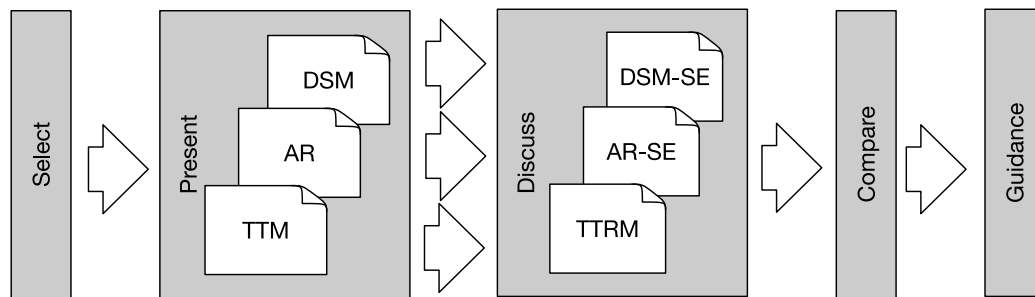 Select
Present
DSM
AR
TTM
Discuss
DSM-SE
AR-SE
TTRM
Compare
Guidance